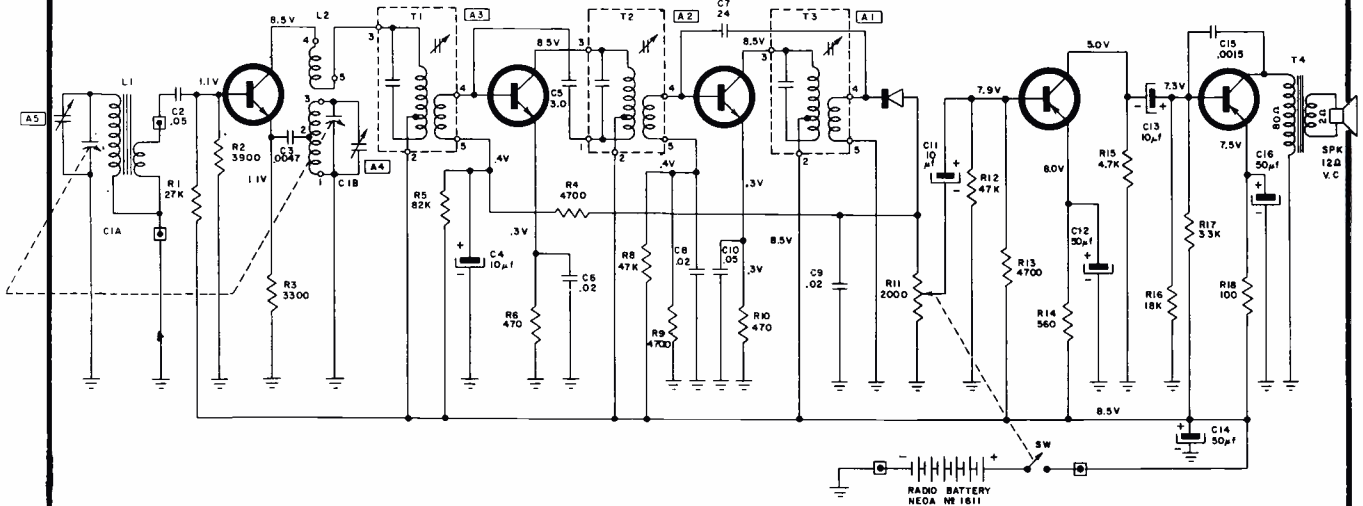 A5
L1
C1A
C2
.05
1.1V
R1
27K
R2
3900
8.5V
L2
4
5
3
2
1
C3
.0047
1.1V
R3
3300
C1B
A4
3
T1
A3
4
5
2
.4V
R5
82K
C4
10µf
+
-
R4
4700
8.5V
C5
3.0
.3V
R6
470
C6
.02
3
1
T2
A2
4
5
2
.4V
R8
47K
C8
.02
R9
4700
C7
24
8.5V
.3V
C10
.05
.3V
R10
470
3
T3
A1
4
5
2
8.5V
C9
.02
R11
2000
C11
10
µf
+
-
7.9V
R12
47K
R13
4700
8.0V
C12
50µf
+
-
R14
560
5.0V
R15
4.7K
C13
10µf
-
+
7.3V
R16
18K
R17
3.3K
C15
.0015
7.5V
C16
50µf
+
-
R18
100
T4
80Ω
2Ω
SPK
12Ω
V.C
8.5V
C14
50µf
+
-
SW
-
+
RADIO BATTERY
NEDA Nº 1611